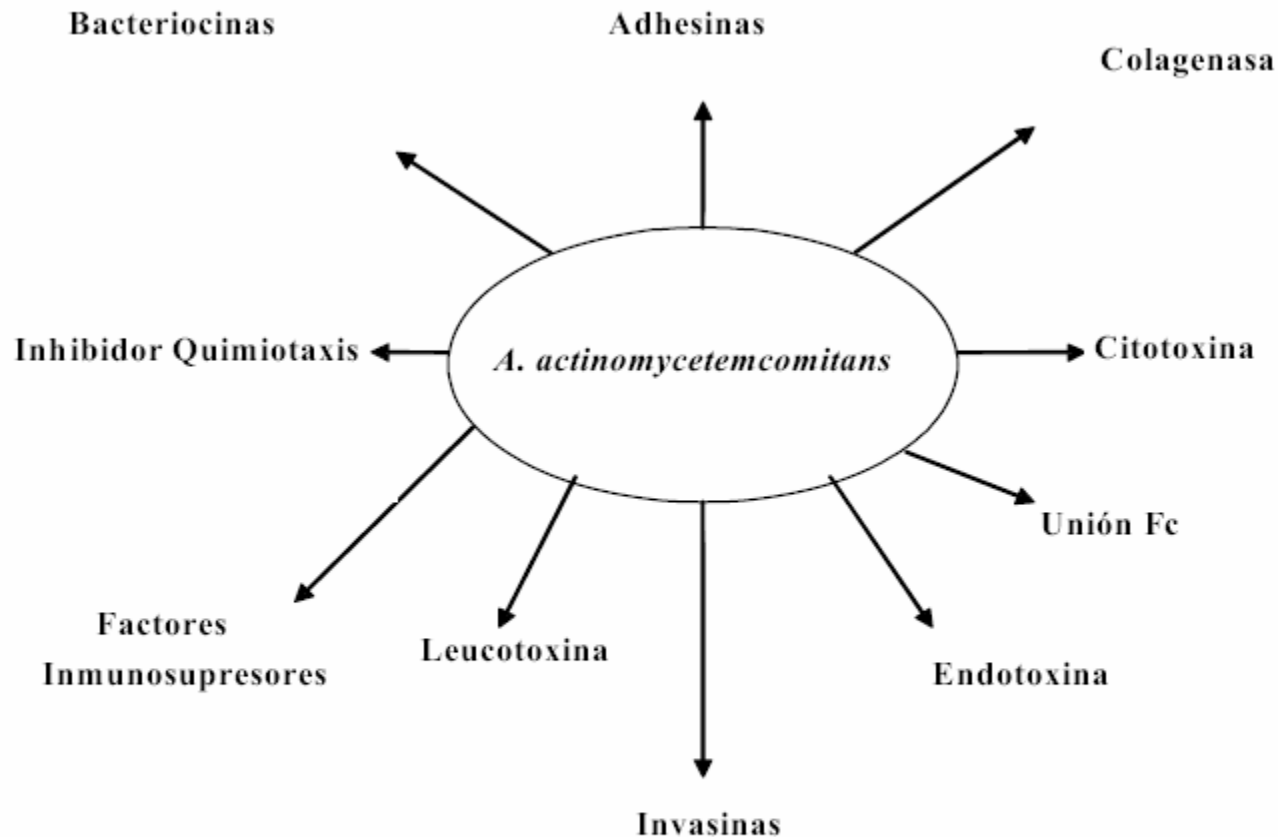 Bacteriocinas
Adhesinas
Colagenasa
Inhibidor Quimiotaxis
A. actinomycetemcomitans
Citotoxina
Unión Fc
Factores
Inmunosupresores
Leucotoxina
Endotoxina
Invasinas